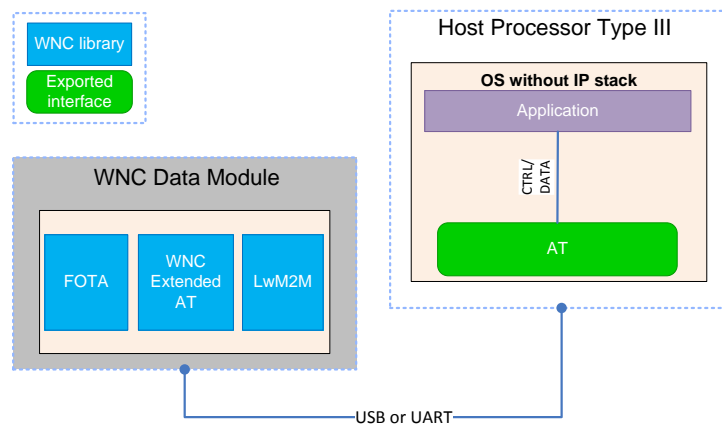 WNC library
Exported
interface
Host Processor Type III
OS without IP stack
Application
CTRL/
DATA
AT
WNC Data Module
FOTA
WNC
Extended
AT
LwM2M
USB or UART